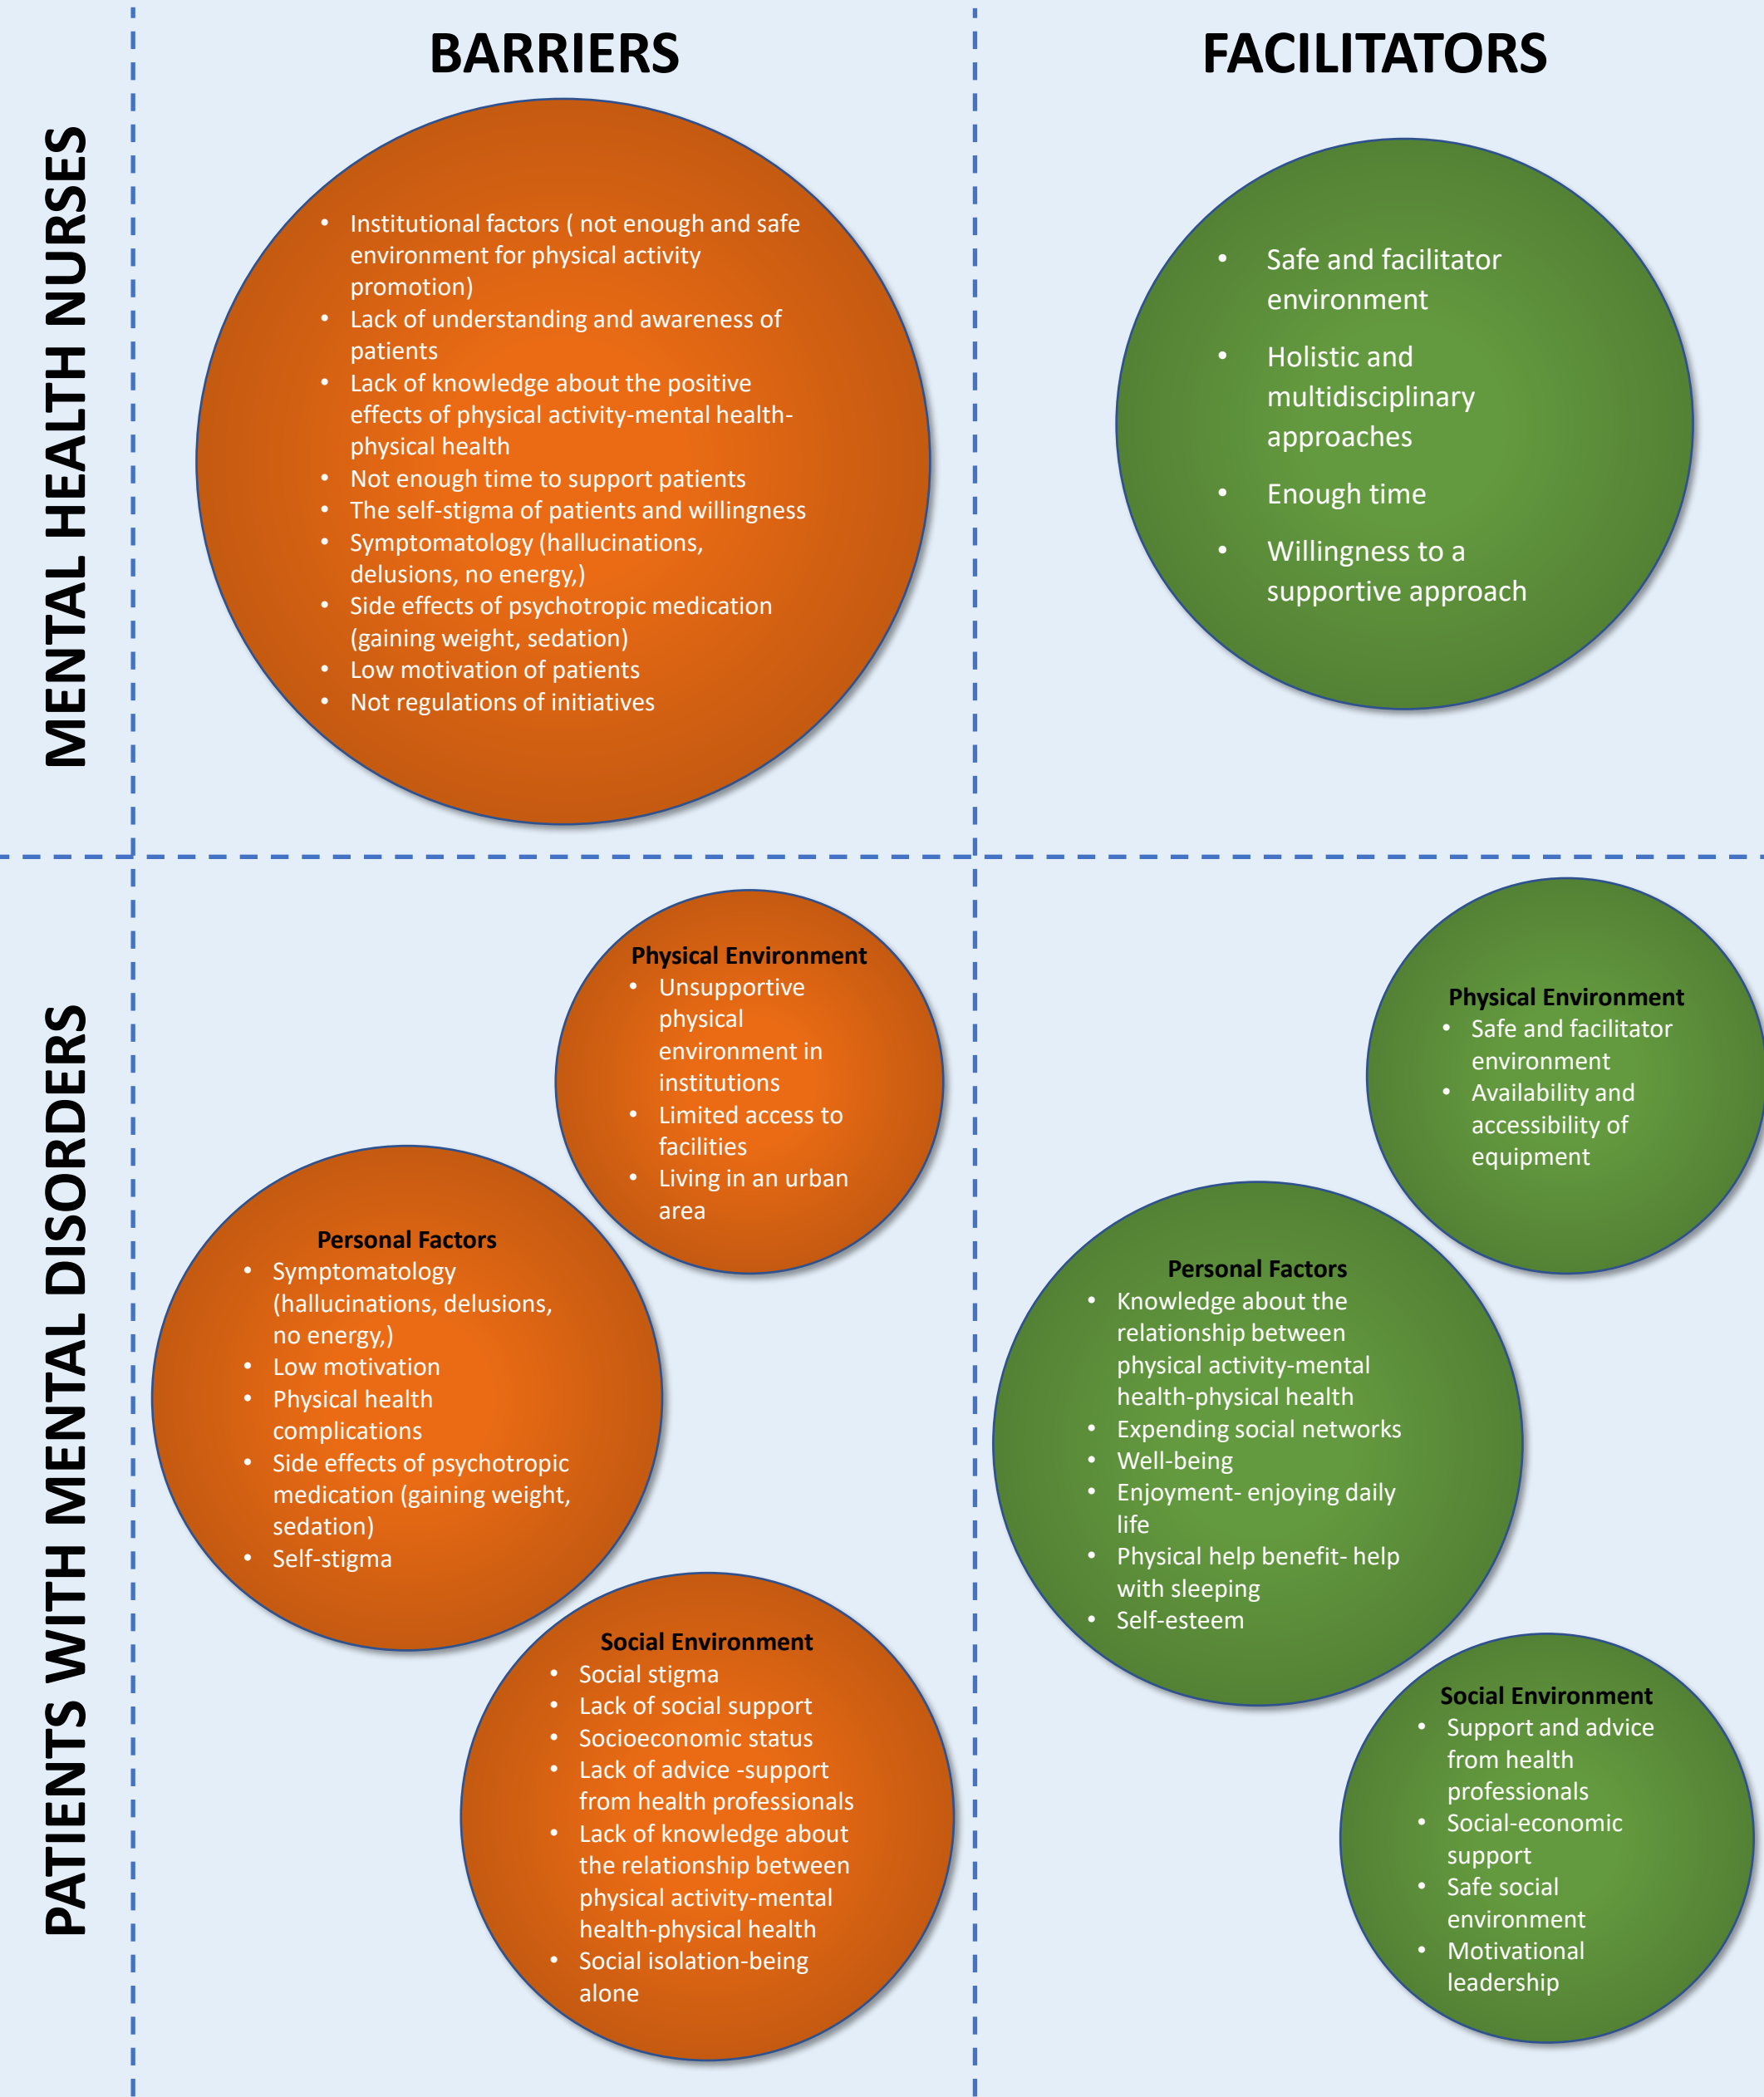 BARRIERS
FACILITATORS
MENTAL HEALTH NURSES
• Institutional factors ( not enough and safe
environment for physical activity
promotion)
• Lack of understanding and awareness of
patients
• Lack of knowledge about the positive
effects of physical activity-mental health-
physical health
• Not enough time to support patients
• The self-stigma of patients and willingness
• Symptomatology (hallucinations,
delusions, no energy,)
• Side effects of psychotropic medication
(gaining weight, sedation)
• Low motivation of patients
• Not regulations of initiatives
• Safe and facilitator
environment
• Holistic and
multidisciplinary
approaches
• Enough time
• Willingness to a
supportive approach
PATIENTS WITH MENTAL DISORDERS
Physical Environment
• Unsupportive
physical
environment in
institutions
• Limited access to
facilities
• Living in an urban
area
Personal Factors
• Symptomatology
(hallucinations, delusions,
no energy,)
• Low motivation
• Physical health
complications
• Side effects of psychotropic
medication (gaining weight,
sedation)
• Self-stigma
Social Environment
• Social stigma
• Lack of social support
• Socioeconomic status
• Lack of advice -support
from health professionals
• Lack of knowledge about
the relationship between
physical activity-mental
health-physical health
• Social isolation-being
alone
Physical Environment
• Safe and facilitator
environment
• Availability and
accessibility of
equipment
Personal Factors
• Knowledge about the
relationship between
physical activity-mental
health-physical health
• Expending social networks
• Well-being
• Enjoyment- enjoying daily
life
• Physical help benefit- help
with sleeping
• Self-esteem
Social Environment
• Support and advice
from health
professionals
• Social-economic
support
• Safe social
environment
• Motivational
leadership